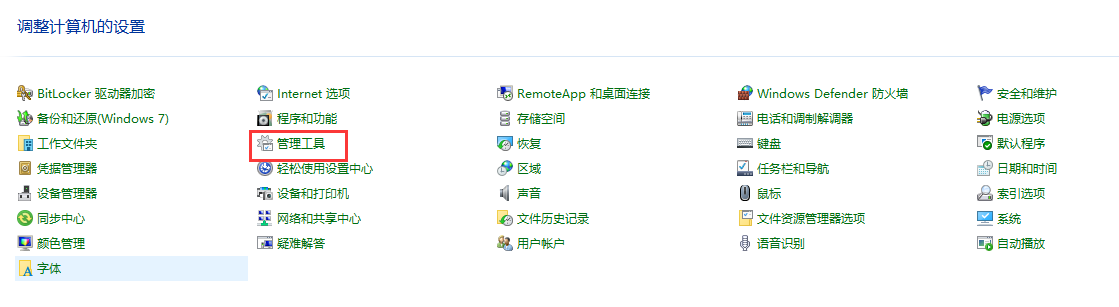 调整计算机的设置
BitLocker 驱动器加密 Internet 选项 RemoteApp 和桌面连接 Windows Defender 防火墙 安全和维护
备份和还原(Windows 7) 程序和功能 存储空间 电话和调制解调器 电源选项
工作文件夹 管理工具 恢复 键盘 默认程序
凭据管理器 轻松使用设置中心 区域 任务栏和导航 日期和时间
设备管理器 设备和打印机 声音 鼠标 索引选项
同步中心 网络和共享中心 文件历史记录 文件资源管理器选项 系统
颜色管理 疑难解答 用户帐户 语音识别 自动播放
字体